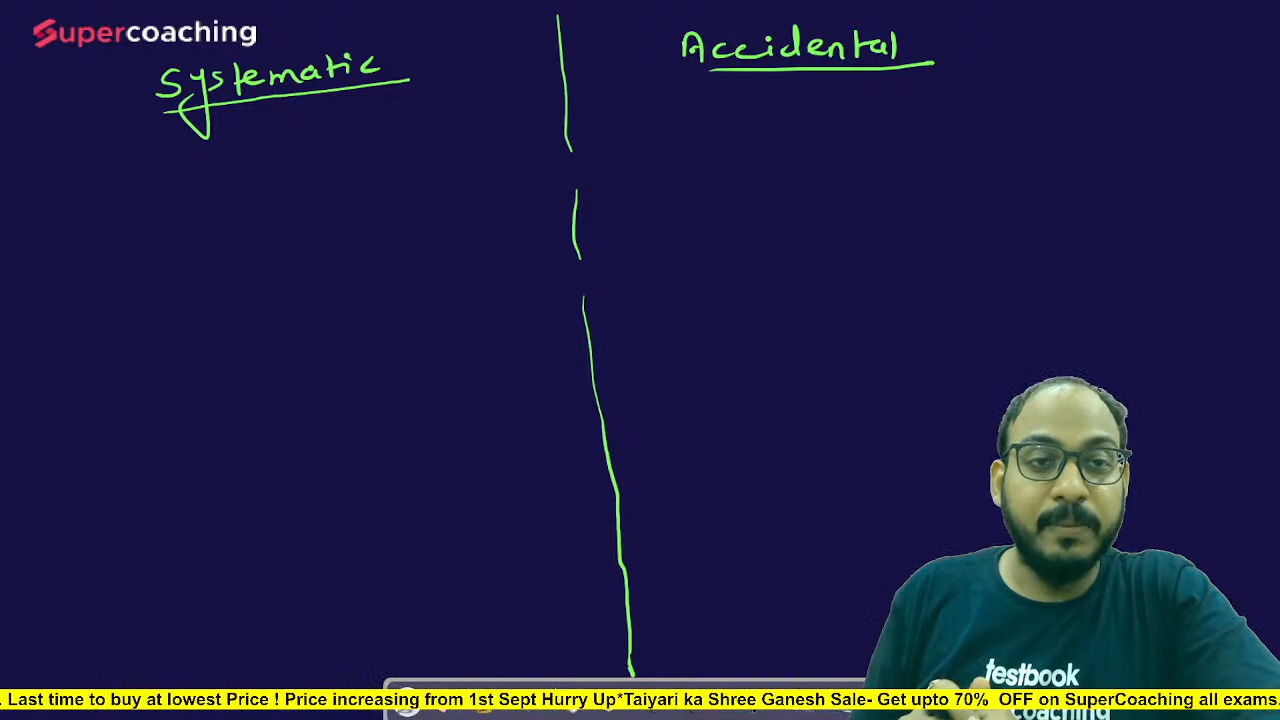 Supercoaching
Systematic
Accidental
testbook
coaching
. Last time to buy at lowest Price ! Price increasing from 1st Sept Hurry Up*Taiyari ka Shree Ganesh Sale- Get upto 70% OFF on SuperCoaching all exams